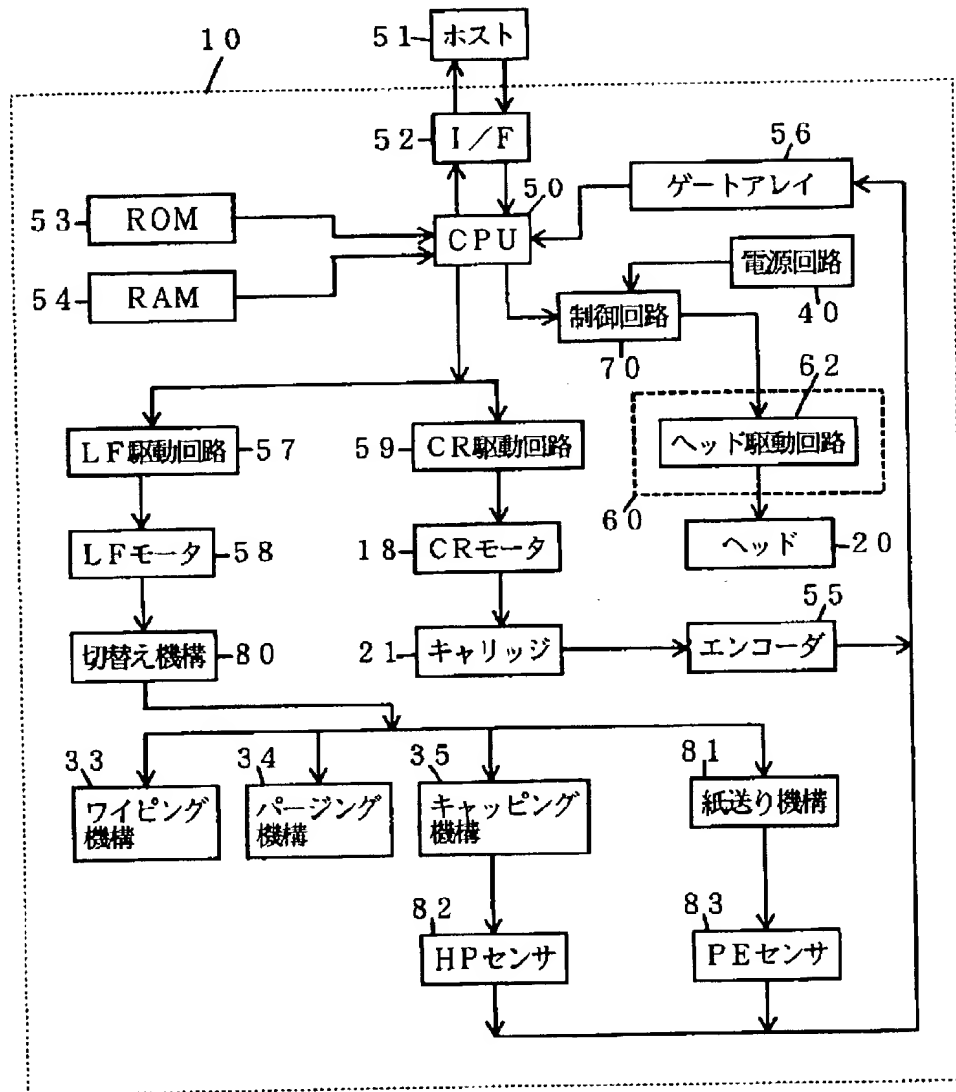 １０
５１
ホスト
５２
Ｉ／Ｆ
５６
ゲートアレイ
５０
ＣＰＵ
５３
ＲＯＭ
５４
ＲＡＭ
電源回路
４０
制御回路
７０
６２
ヘッド駆動回路
６０
ＬＦ駆動回路
５７
５９
ＣＲ駆動回路
ヘッド
２０
ＬＦモータ
５８
１８
ＣＲモータ
５５
切替え機構
８０
２１
キャリッジ
エンコーダ
３３
ワイピング
機構
３４
パージング
機構
３５
キャッピング
機構
８１
紙送り機構
８２
ＨＰセンサ
８３
ＰＥセンサ